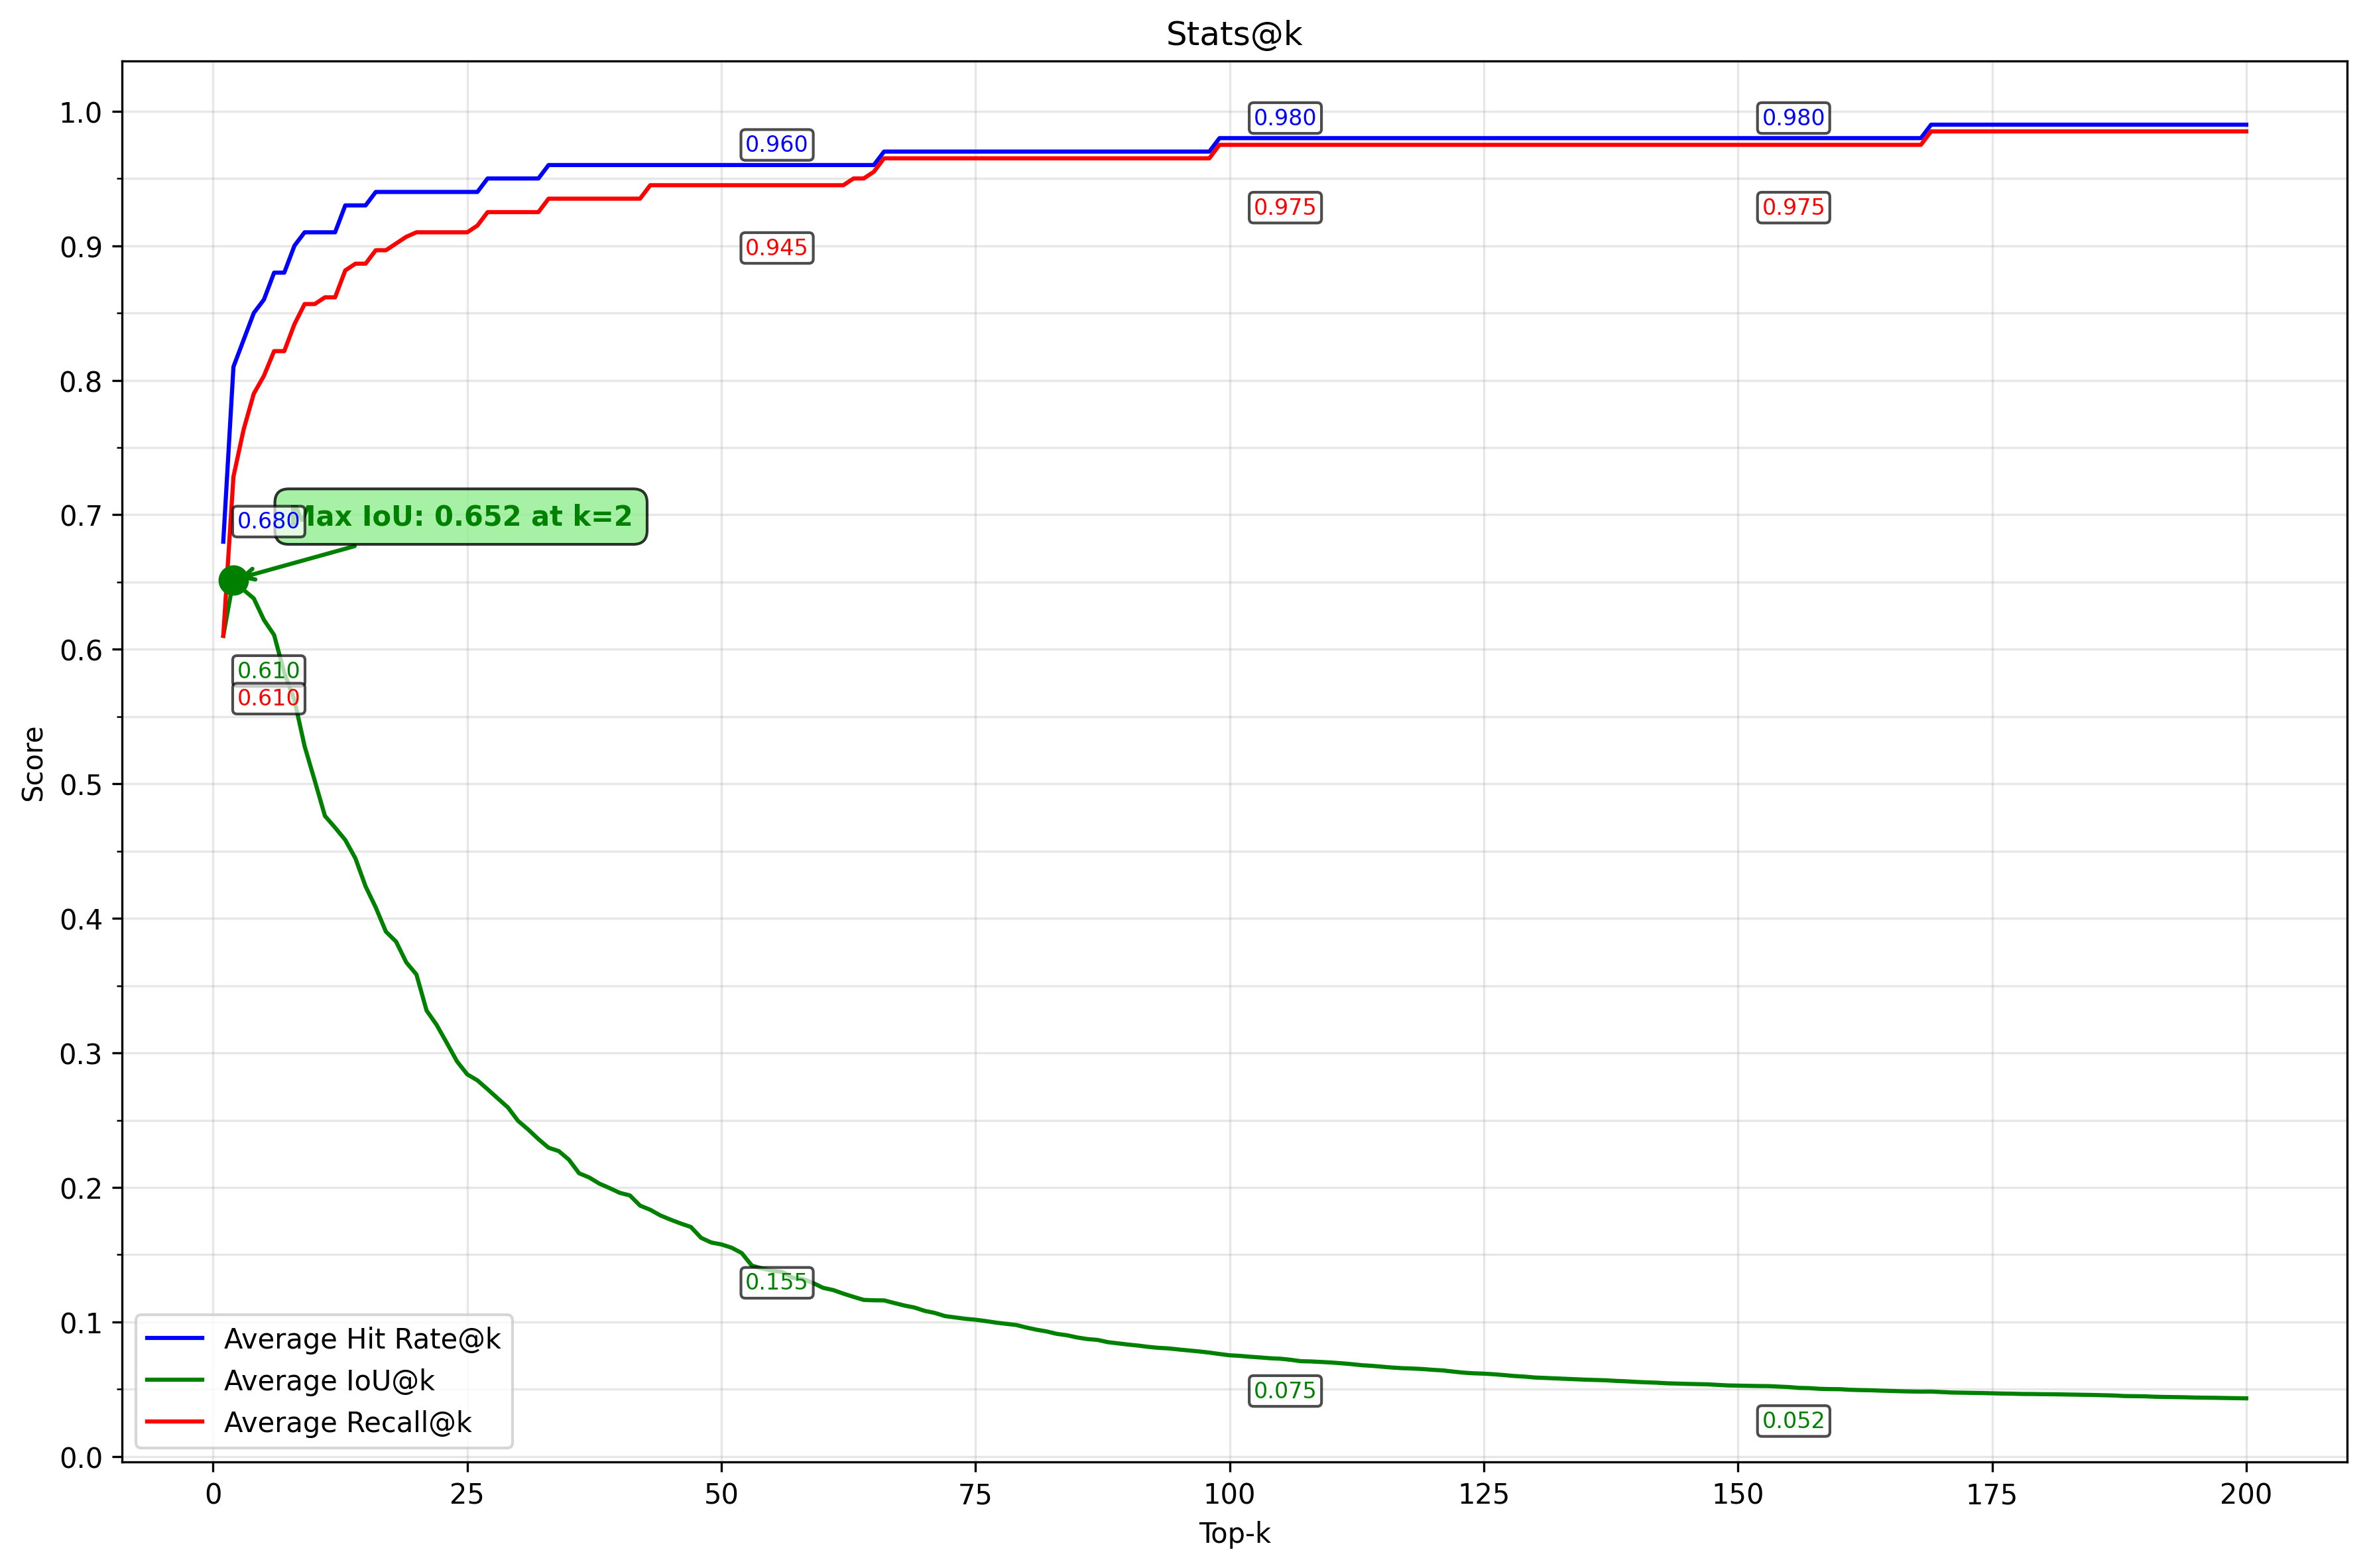 Stats@k
1.0
0.9
0.8
0.7
0.6
0.5
0.4
0.3
0.2
0.1
0.0
Score
0.960
0.980
0.980
0.945
0.975
0.975
0.680
Max IoU: 0.652 at k=2
0.610
0.610
0.155
0.075
0.052
Average Hit Rate@k
Average IoU@k
Average Recall@k
0 25 50 75 100 125 150 175 200
Top-k